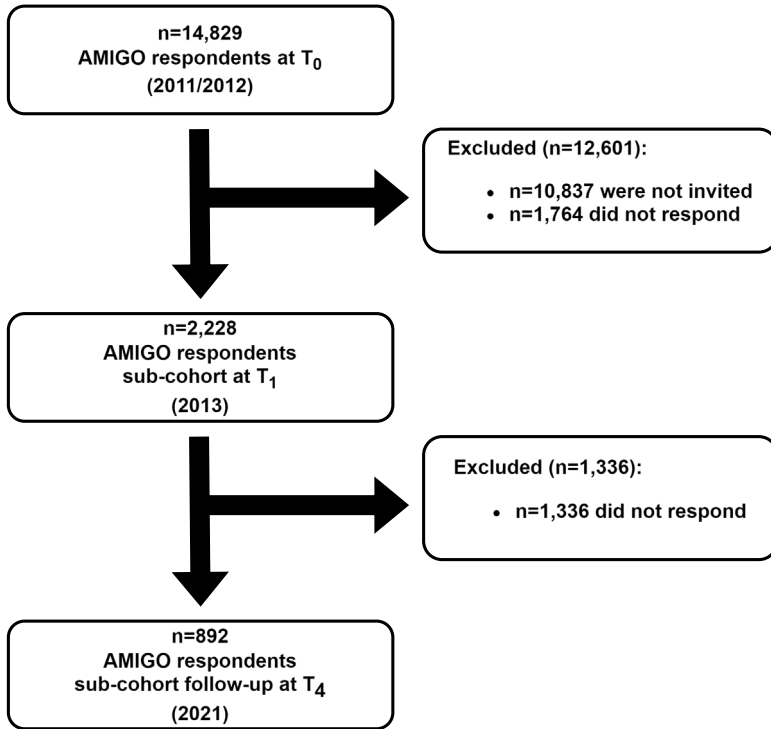 n=14,829
AMIGO respondents at T0
(2011/2012)
Excluded (n=12,601):
• n=10,837 were not invited
• n=1,764 did not respond
n=2,228
AMIGO respondents
sub-cohort at T1
(2013)
Excluded (n=1,336):
• n=1,336 did not respond
n=892
AMIGO respondents
sub-cohort follow-up at T4
(2021)